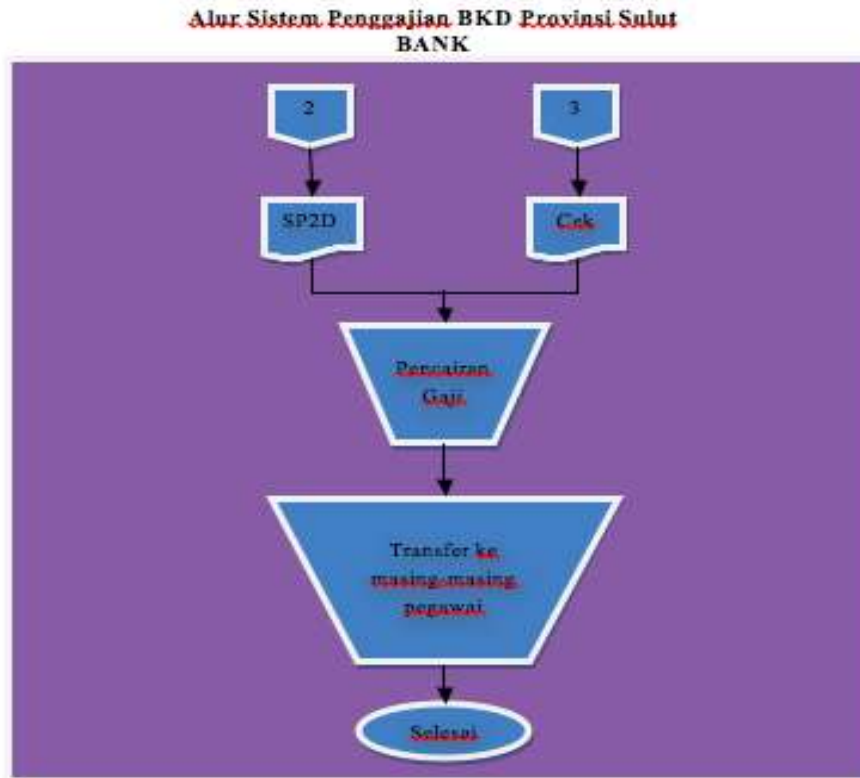 Alur Sistem Penggajian BKD Provinsi Sulut
BANK
2
3
SP2D
Cek
Pencairan
Gaji
Transfer ke
masing-masing
pegawai
Selesai